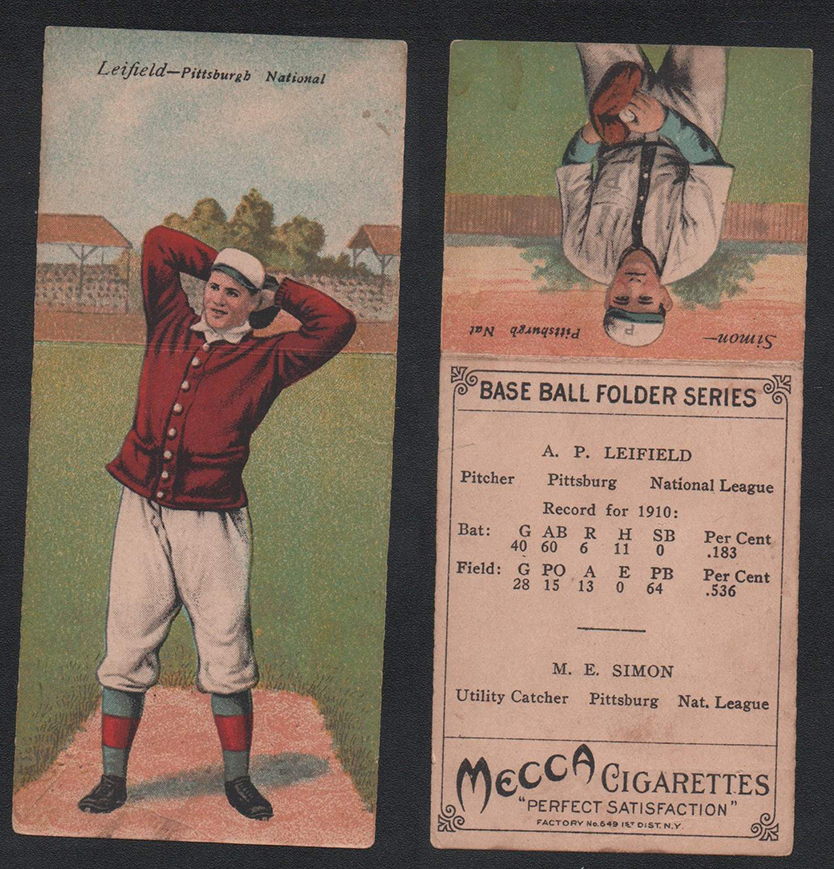 Leifield—Pittsburgh National
Simon— Pittsburgh Nat
P
BASE BALL FOLDER SERIES
A. P. LEIFIELD
Pitcher Pittsburg National League
Record for 1910:
Bat: G AB R H SB Per Cent
40 60 6 11 0 .183
Field: G PO A E PB Per Cent
28 15 13 0 64 .536
M. E. SIMON
Utility Catcher Pittsburg Nat. League
MECCA CIGARETTES
"PERFECT SATISFACTION"
FACTORY No. 649 1ST DIST. N.Y.